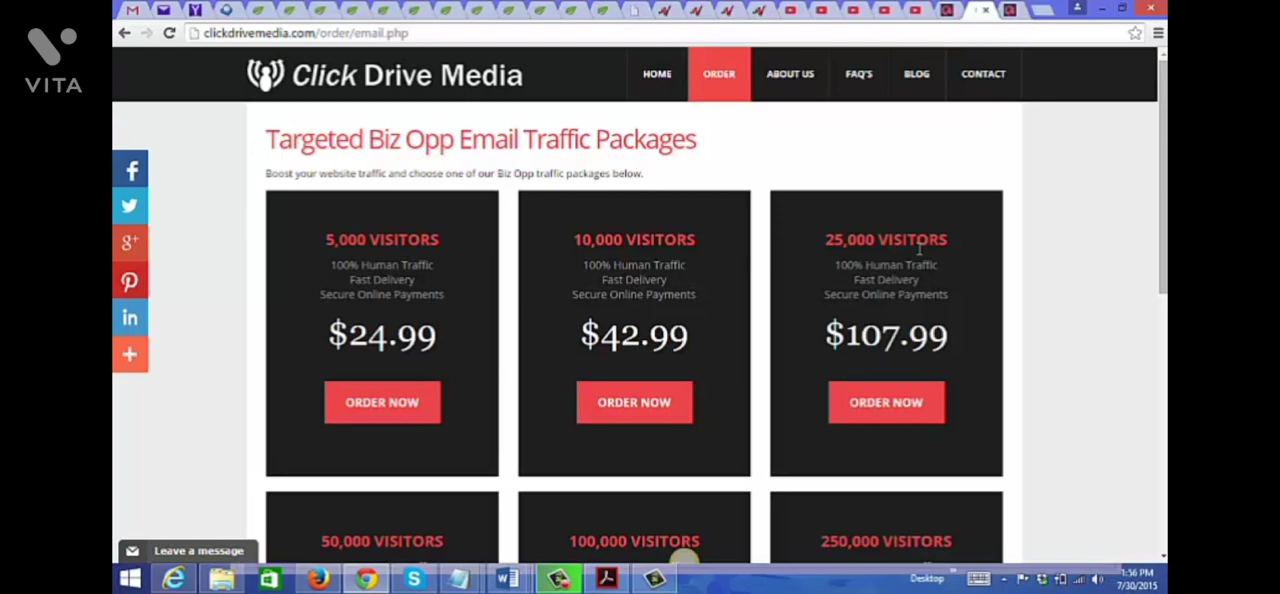 VITA
clickdrivemedia.com/order/email.php
Click Drive Media
HOME
ORDER
ABOUT US
FAQ'S
BLOG
CONTACT
Targeted Biz Opp Email Traffic Packages
Boost your website traffic and choose one of our Biz Opp traffic packages below.
5,000 VISITORS
100% Human Traffic
Fast Delivery
Secure Online Payments
$24.99
ORDER NOW
10,000 VISITORS
100% Human Traffic
Fast Delivery
Secure Online Payments
$42.99
ORDER NOW
25,000 VISITORS
100% Human Traffic
Fast Delivery
Secure Online Payments
$107.99
ORDER NOW
50,000 VISITORS
100,000 VISITORS
250,000 VISITORS
Leave a message
Desktop
1:56 PM
7/30/2015